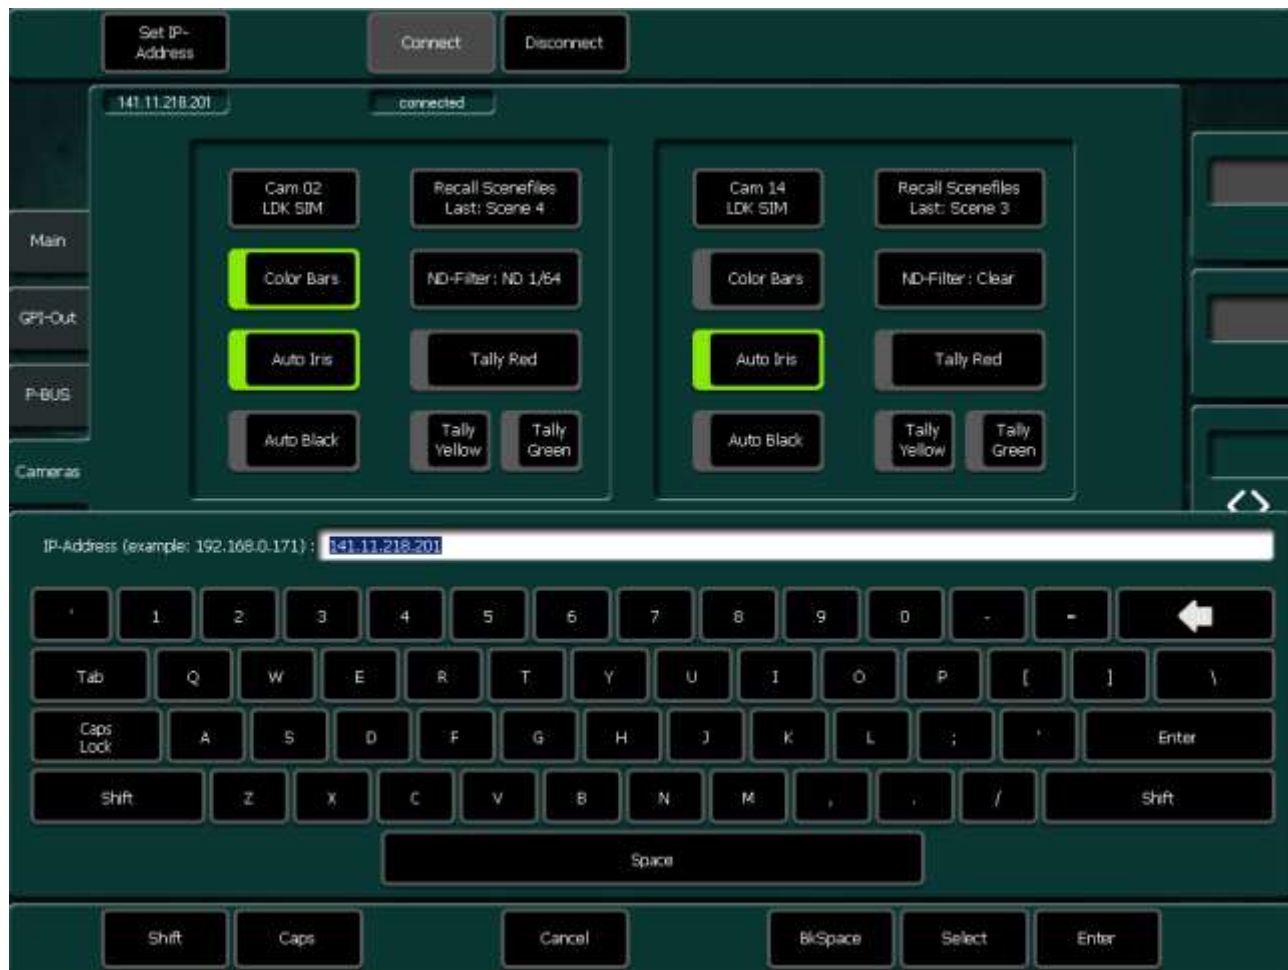 Set IP-
Address
Connect
Disconnect
141.11.218.201
connected
Main
GPI-Out
P-BUS
Cameras
Cam 02
LDK SIM
Recall Scenefiles
Last: Scene 4
Color Bars
ND-Filter: ND 1/64
Auto Iris
Tally Red
Auto Black
Tally
Yellow
Tally
Green
Cam 14
LDK SIM
Recall Scenefiles
Last: Scene 3
Color Bars
ND-Filter: Clear
Auto Iris
Tally Red
Auto Black
Tally
Yellow
Tally
Green
IP-Address (example: 192.168.0.171) : 141.11.218.201
' 1 2 3 4 5 6 7 8 9 0 - =
Tab Q W E R T Y U I O P [ ] \
Caps
Lock
A S D F G H J K L ; ' Enter
Shift Z X C V B N M , . / Shift
Space
Shift Caps Cancel BkSpace Select Enter